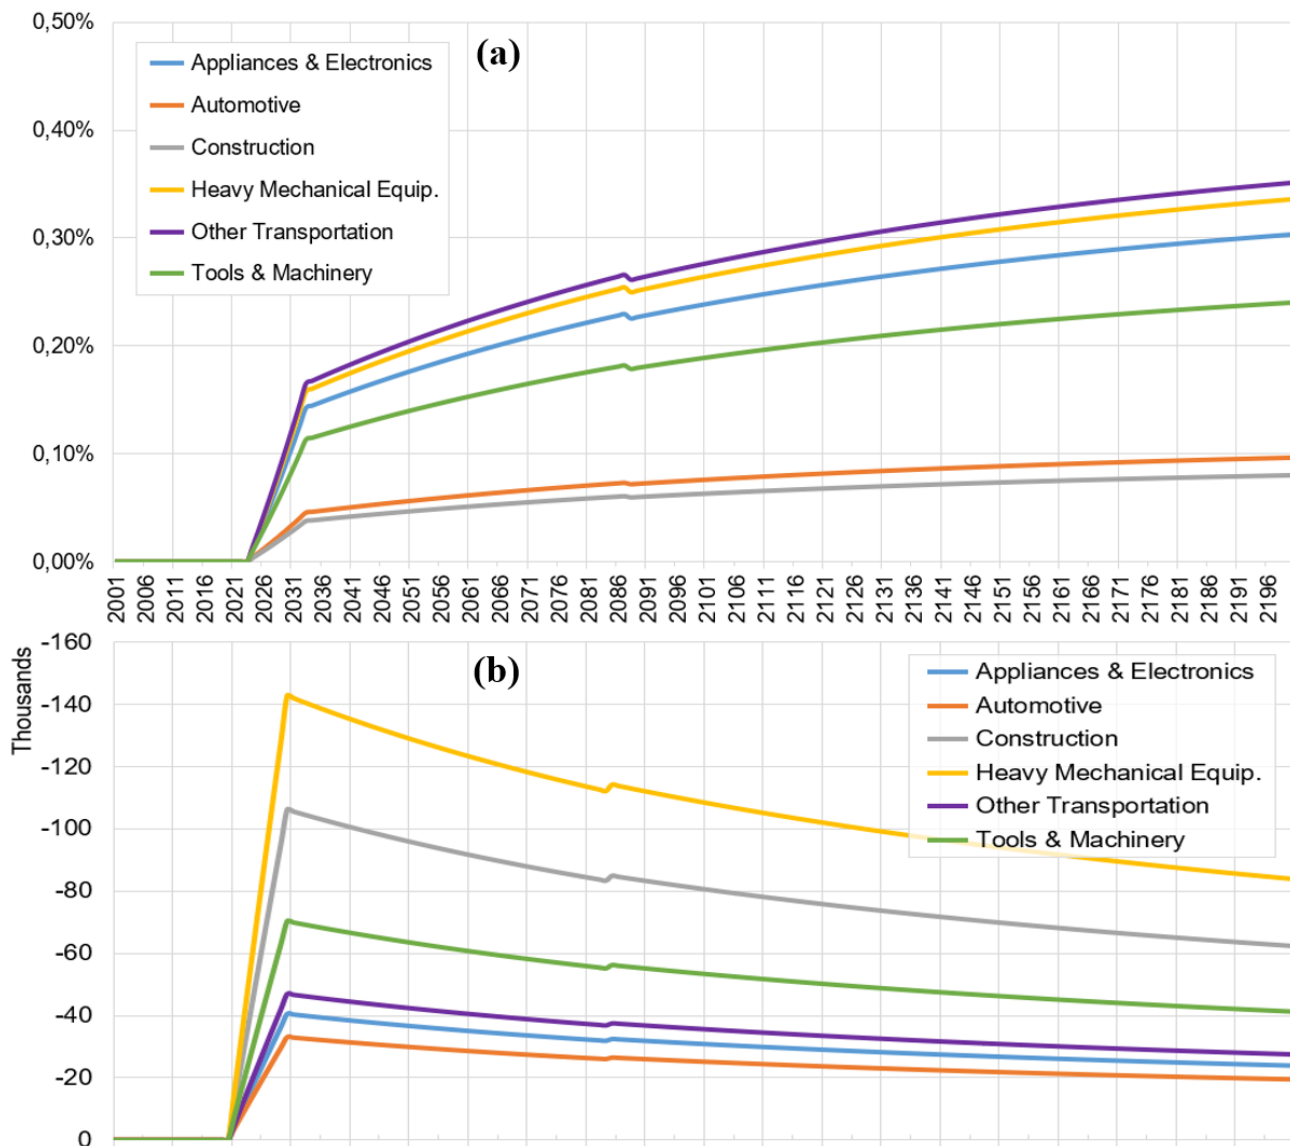 0,50%
(a)
Appliances & Electronics
Automotive
0,40%
Construction
Heavy Mechanical Equip.
Other Transportation
0,30%
Tools & Machinery
0,20%
0,10%
0,00%
2001 2006 2011 2016 2021 2026 2031 2036 2041 2046 2051 2056 2061 2066 2071 2076 2081 2086 2091 2096 2101 2106 2111 2116 2121 2126 2131 2136 2141 2146 2151 2156 2161 2166 2171 2176 2181 2186 2191 2196
-160
Thousands
(b)
Appliances & Electronics
-140
Automotive
Construction
-120
Heavy Mechanical Equip.
Other Transportation
-100
Tools & Machinery
-80
-60
-40
-20
0